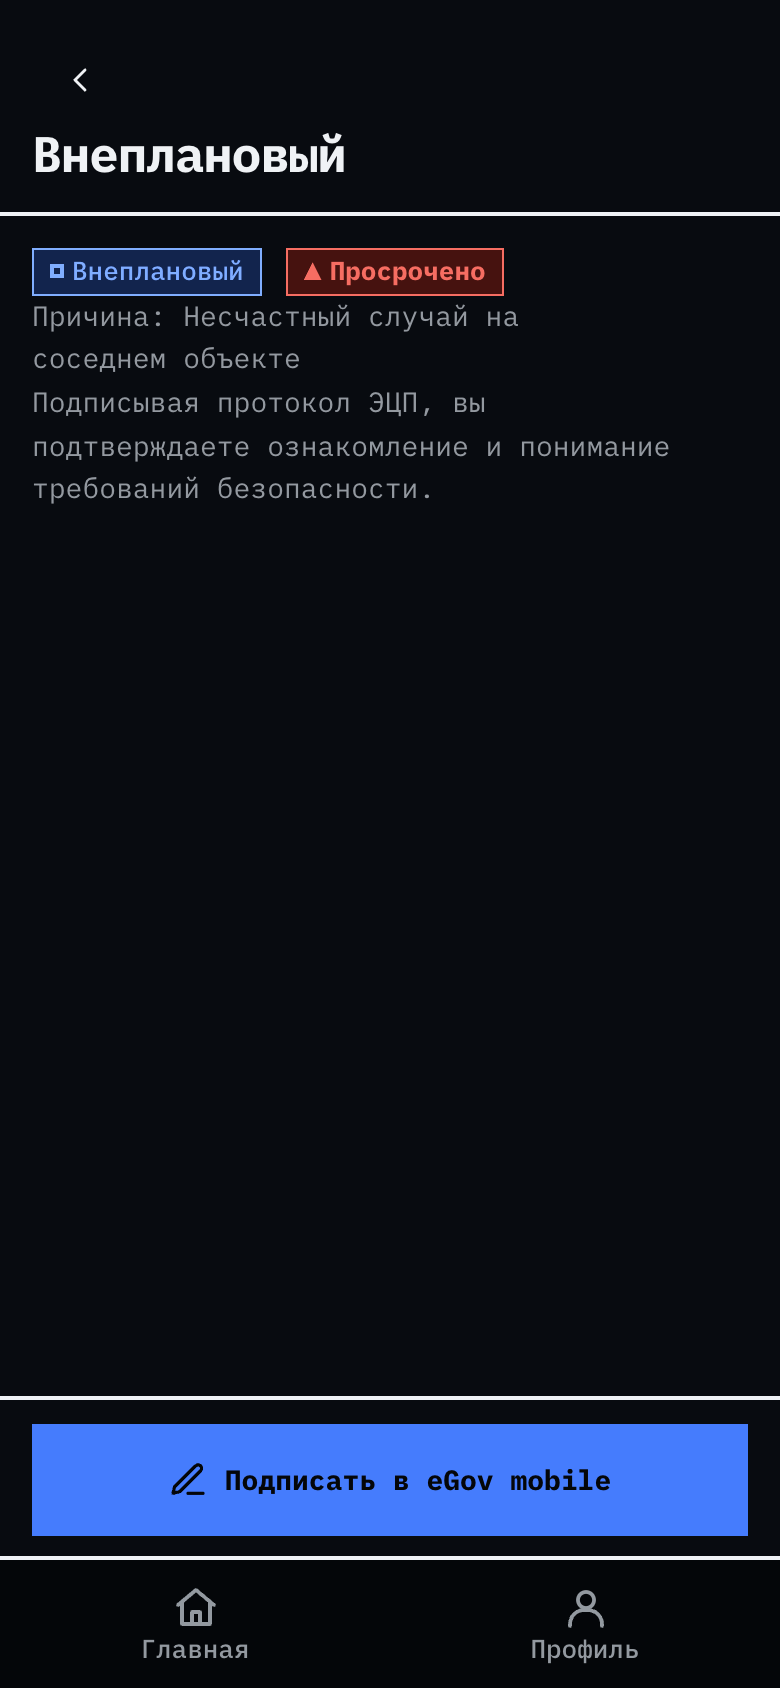 Внеплановый
Внеплановый
Просрочено
Причина: Несчастный случай на
соседнем объекте
Подписывая протокол ЭЦП, вы
подтверждаете ознакомление и понимание
требований безопасности.
Подписать в eGov mobile
Главная
Профиль